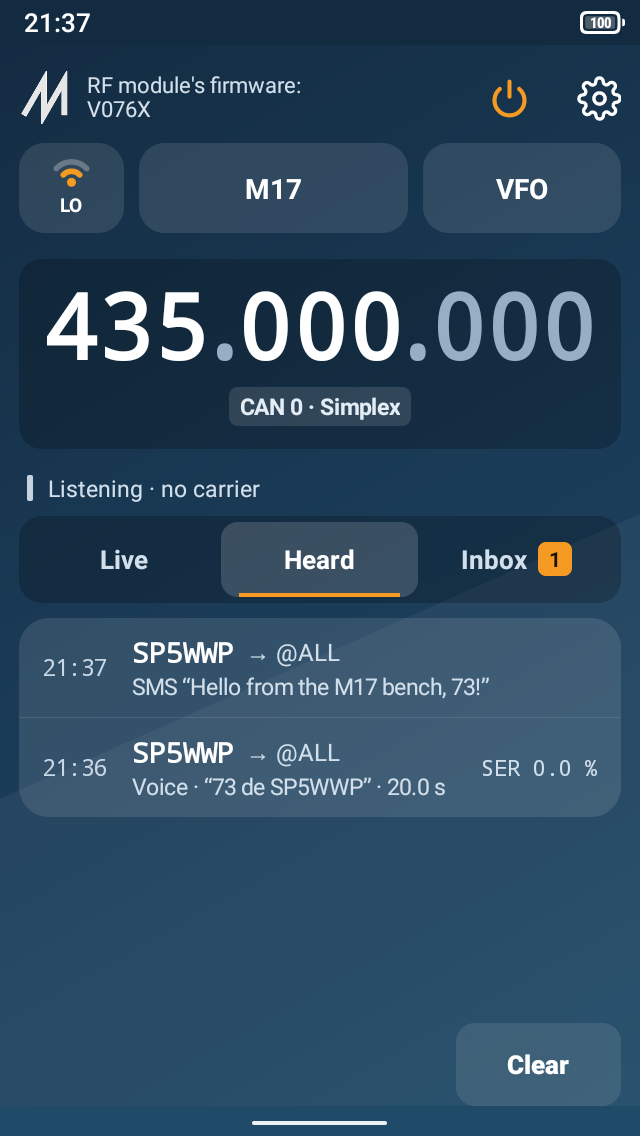 21:37
100
RF module's firmware:
V076X
LO
M17
VFO
435.000.000
CAN 0 · Simplex
Listening · no carrier
Live
Heard
Inbox 1
21:37
SP5WWP → @ALL
SMS “Hello from the M17 bench, 73!”
21:36
SP5WWP → @ALL
Voice · “73 de SP5WWP” · 20.0 s
SER 0.0 %
Clear